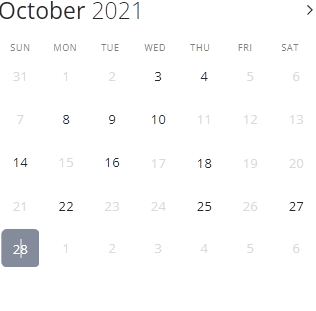 October 2021
SUN MON TUE WED THU FRI SAT
31 1 2 3 4 5 6
7 8 9 10 11 12 13
14 15 16 17 18 19 20
21 22 23 24 25 26 27
28 1 2 3 4 5 6